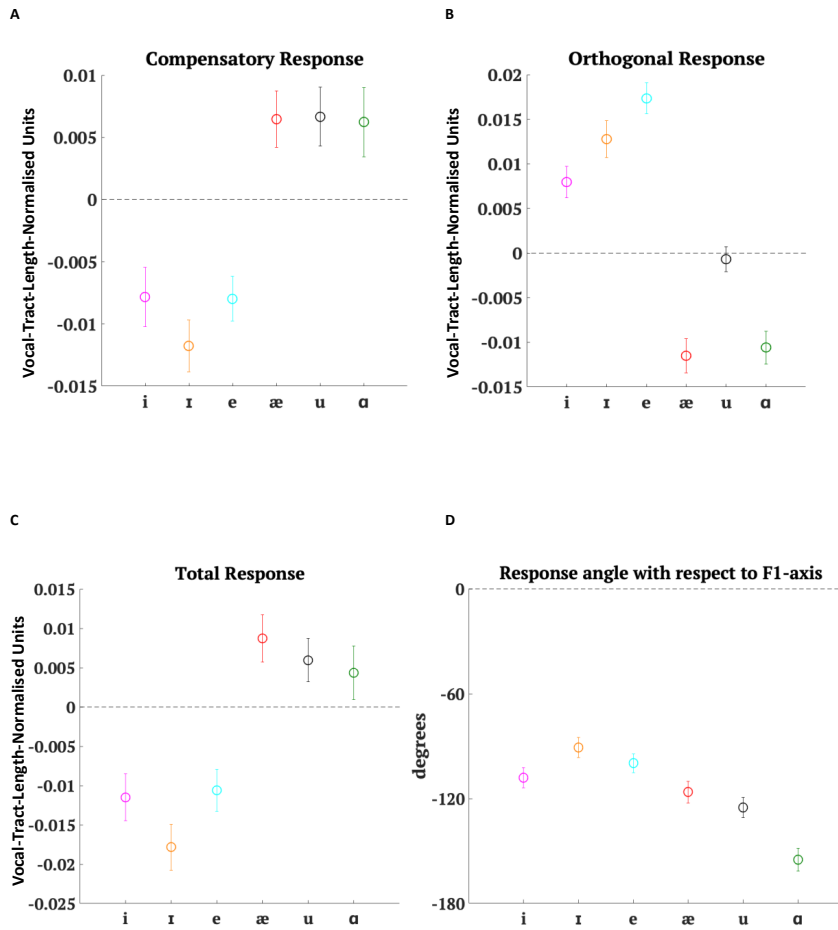 A
Compensatory Response
Vocal-Tract-Length-Normalised Units
0.01
0.005
0
-0.005
-0.01
-0.015
i ɪ e æ u ɑ
B
Orthogonal Response
Vocal-Tract-Length-Normalised Units
0.02
0.015
0.01
0.005
0
-0.005
-0.01
-0.015
i ɪ e æ u ɑ
C
Total Response
Vocal-Tract-Length-Normalised Units
0.015
0.01
0.005
0
-0.005
-0.01
-0.015
-0.02
-0.025
i ɪ e æ u ɑ
D
Response angle with respect to F1-axis
degrees
0
-60
-120
-180
i ɪ e æ u ɑ